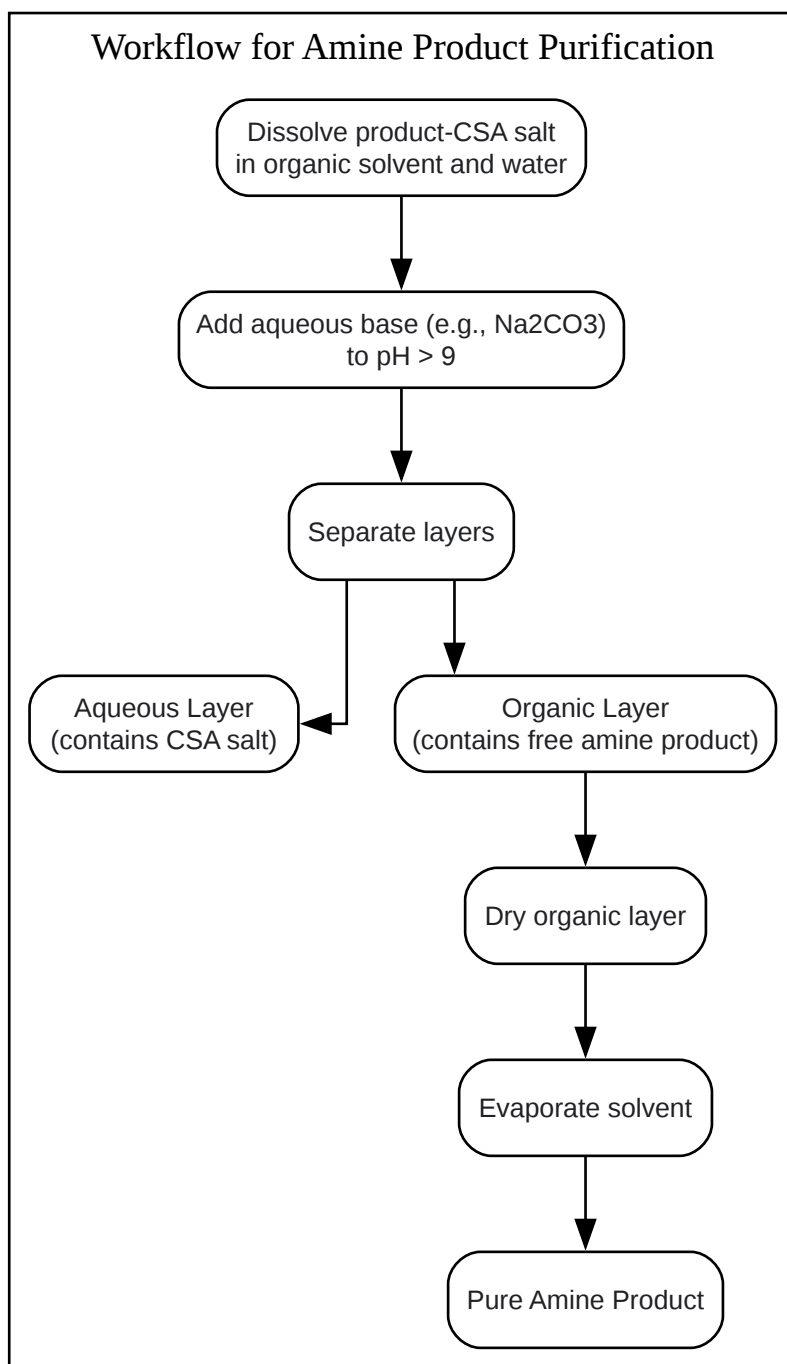 Workflow for Amine Product Purification
Dissolve product-CSA salt
in organic solvent and water
Add aqueous base (e.g., Na2CO3)
to pH > 9
Separate layers
Aqueous Layer
(contains CSA salt)
Organic Layer
(contains free amine product)
Dry organic layer
Evaporate solvent
Pure Amine Product